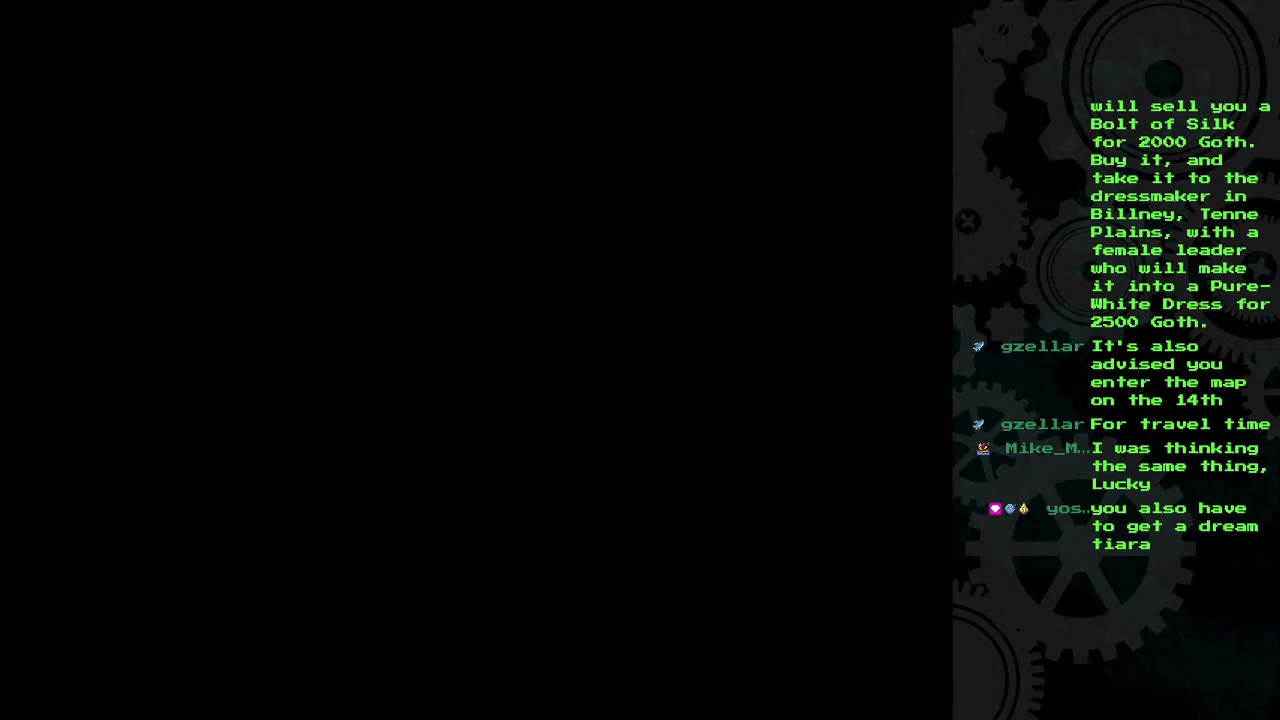 will sell you a
Bolt of Silk
for 2000 Goth.
Buy it, and
take it to the
dressmaker in
Billney, Tenne
Plains, with a
female leader
who will make
it into a Pure-
White Dress for
2500 Goth.
gzellar It's also
advised you
enter the map
on the 14th
gzellar For travel time
Mike_M... I was thinking
the same thing,
Lucky
yos.. you also have
to get a dream
tiara